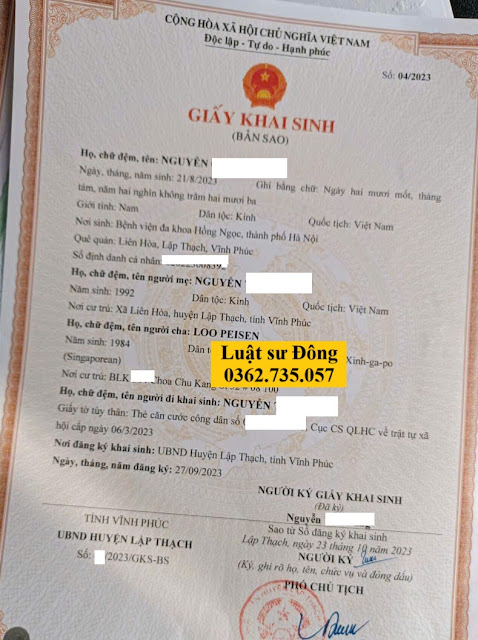 CỘNG HÒA XÃ HỘI CHỦ NGHĨA VIỆT NAM
Độc lập - Tự do - Hạnh phúc
Số: 04/2023
GIẤY KHAI SINH
(BẢN SAO)
Họ, chữ đệm, tên: NGUYỄN
Ngày, tháng, năm sinh: 21/8/2023 Ghi bằng chữ: Ngày hai mươi mốt, tháng
tám, năm hai nghìn không trăm hai mươi ba
Giới tính: Nam Dân tộc: Kinh Quốc tịch: Việt Nam
Nơi sinh: Bệnh viện đa khoa Hồng Ngọc, thành phố Hà Nội
Quê quán: Liên Hòa, Lập Thạch, Vĩnh Phúc
Số định danh cá nhân
Họ, chữ đệm, tên người mẹ: NGUYỄN
Năm sinh: 1992 Dân tộc: Kinh Quốc tịch: Việt Nam
Nơi cư trú: Xã Liên Hòa, huyện Lập Thạch, tỉnh Vĩnh Phúc
Họ, chữ đệm, tên người cha: LOO PEISEN
Năm sinh: 1984 Dân Xinh-ga-po
(Singaporean)
Luật sư Đồng
0362.735.057
Nơi cư trú: BLK Choa Chu Kang
Họ, chữ đệm, tên người đi khai sinh: NGUYỄN
Giấy tờ tùy thân: Thẻ căn cước công dân số Cục CS QLHC về trật tự xã
hội cấp ngày 06/3/2023
Nơi đăng ký khai sinh: UBND Huyện Lập Thạch, tỉnh Vĩnh Phúc
Ngày, tháng, năm đăng ký: 27/09/2023
NGƯỜI KÝ GIẤY KHAI SINH
(Đã ký)
Nguyễn
Sao từ Sổ đăng ký khai sinh
Lập Thạch, ngày 23 tháng 10 năm 2023
NGƯỜI KÝ
(Ký, ghi rõ họ, tên, chức vụ và đóng dấu)
PHÓ CHỦ TỊCH
TỈNH VĨNH PHÚC
UBND HUYỆN LẬP THẠCH
Số: /2023/GKS-BS